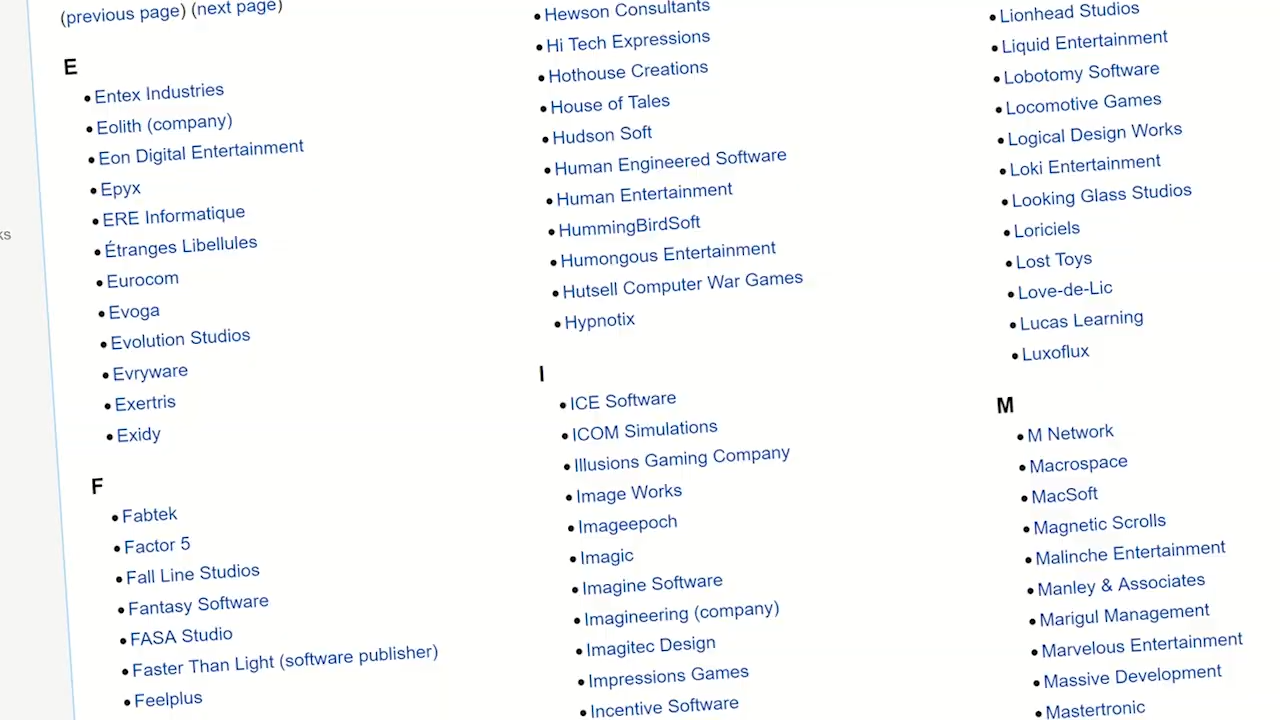 (previous page) (next page)
ks
E
Entex Industries
Eolith (company)
Eon Digital Entertainment
Epyx
ERE Informatique
Étranges Libellules
Eurocom
Evoga
Evolution Studios
Evryware
Exertris
Exidy
F
Fabtek
Factor 5
Fall Line Studios
Fantasy Software
FASA Studio
Faster Than Light (software publisher)
Feelplus
Hewson Consultants
Hi Tech Expressions
Hothouse Creations
House of Tales
Hudson Soft
Human Engineered Software
Human Entertainment
HummingBirdSoft
Humongous Entertainment
Hutsell Computer War Games
Hypnotix
I
ICE Software
ICOM Simulations
Illusions Gaming Company
Image Works
Imageepoch
Imagic
Imagine Software
Imagineering (company)
Imagitec Design
Impressions Games
Incentive Software
Lionhead Studios
Liquid Entertainment
Lobotomy Software
Locomotive Games
Logical Design Works
Loki Entertainment
Looking Glass Studios
Loriciels
Lost Toys
Love-de-Lic
Lucas Learning
Luxoflux
M
M Network
Macrospace
MacSoft
Magnetic Scrolls
Malinche Entertainment
Manley & Associates
Marigul Management
Marvelous Entertainment
Massive Development
Mastertronic